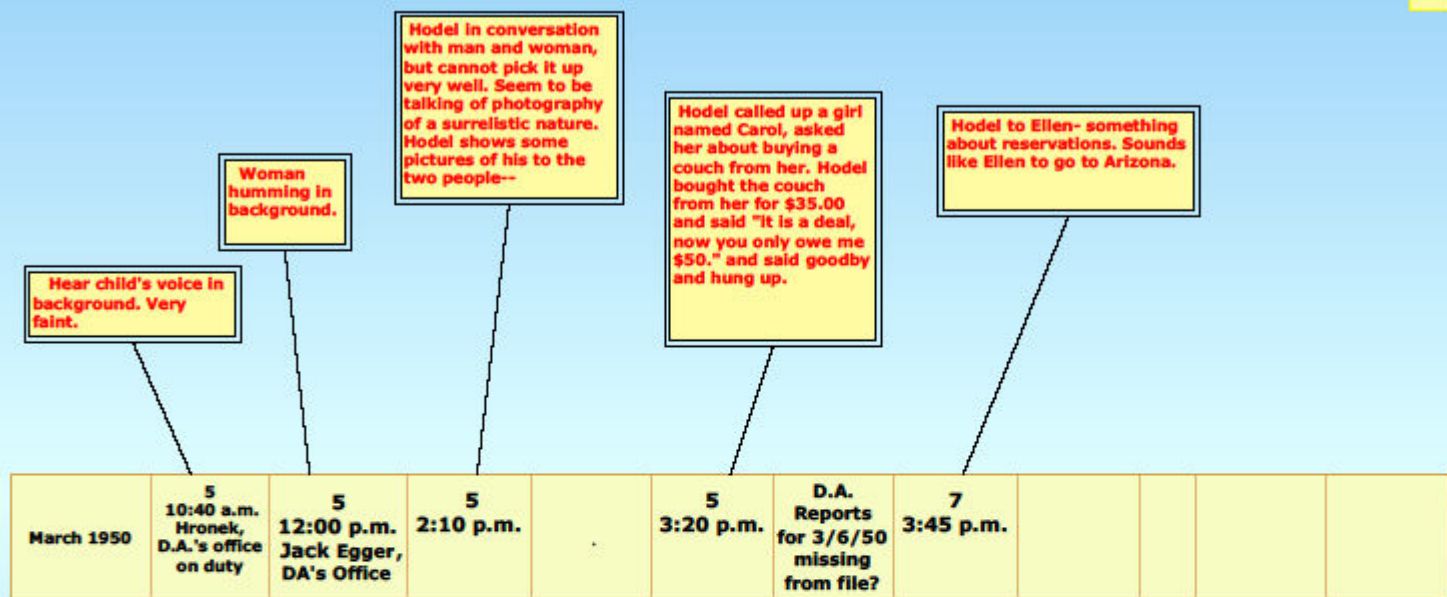 Hodel in conversation
with man and woman,
but cannot pick it up
very well. Seem to be
talking of photography
of a surrelistic nature.
Hodel shows some
pictures of his to the
two people--
Hodel called up a girl
named Carol, asked
her about buying a
couch from her. Hodel
bought the couch
from her for $35.00
and said "it is a deal,
now you only owe me
$50." and said goodby
and hung up.
Hodel to Ellen- something
about reservations. Sounds
like Ellen to go to Arizona.
Woman
humming in
background.
Hear child's voice in
background. Very
faint.
March 1950
5
10:40 a.m.
Hronek,
D.A.'s office
on duty
5
12:00 p.m.
Jack Egger,
DA's Office
5
2:10 p.m.
.
5
3:20 p.m.
D.A.
Reports
for 3/6/50
missing
from file?
7
3:45 p.m.